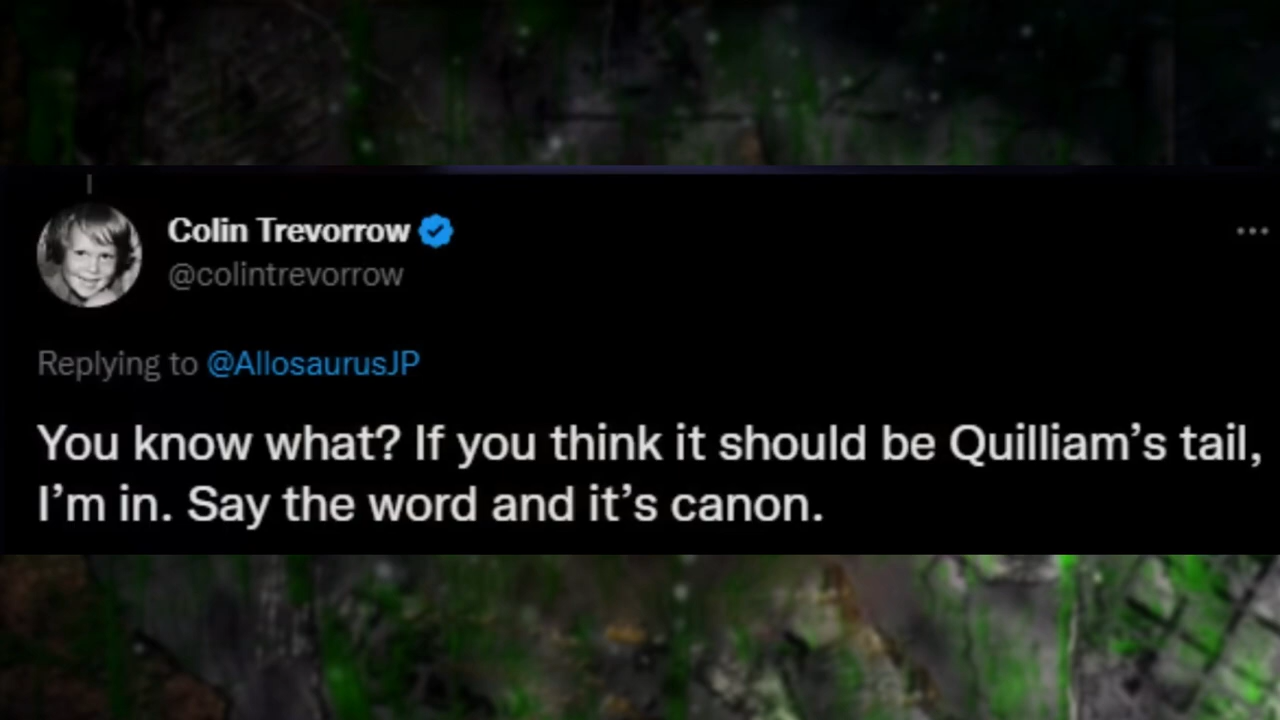 Colin Trevorrow
@colintrevorrow
Replying to @AllosaurusJP
You know what? If you think it should be Quilliam’s tail,
I’m in. Say the word and it’s canon.